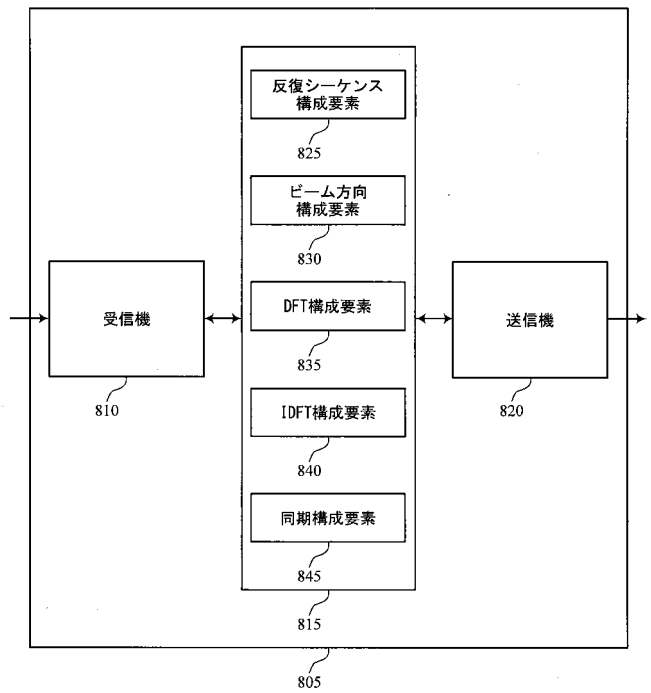 反復シーケンス
構成要素
825
ビーム方向
構成要素
830
受信機
810
DFT構成要素
835
送信機
820
IDFT構成要素
840
同期構成要素
845
815
805